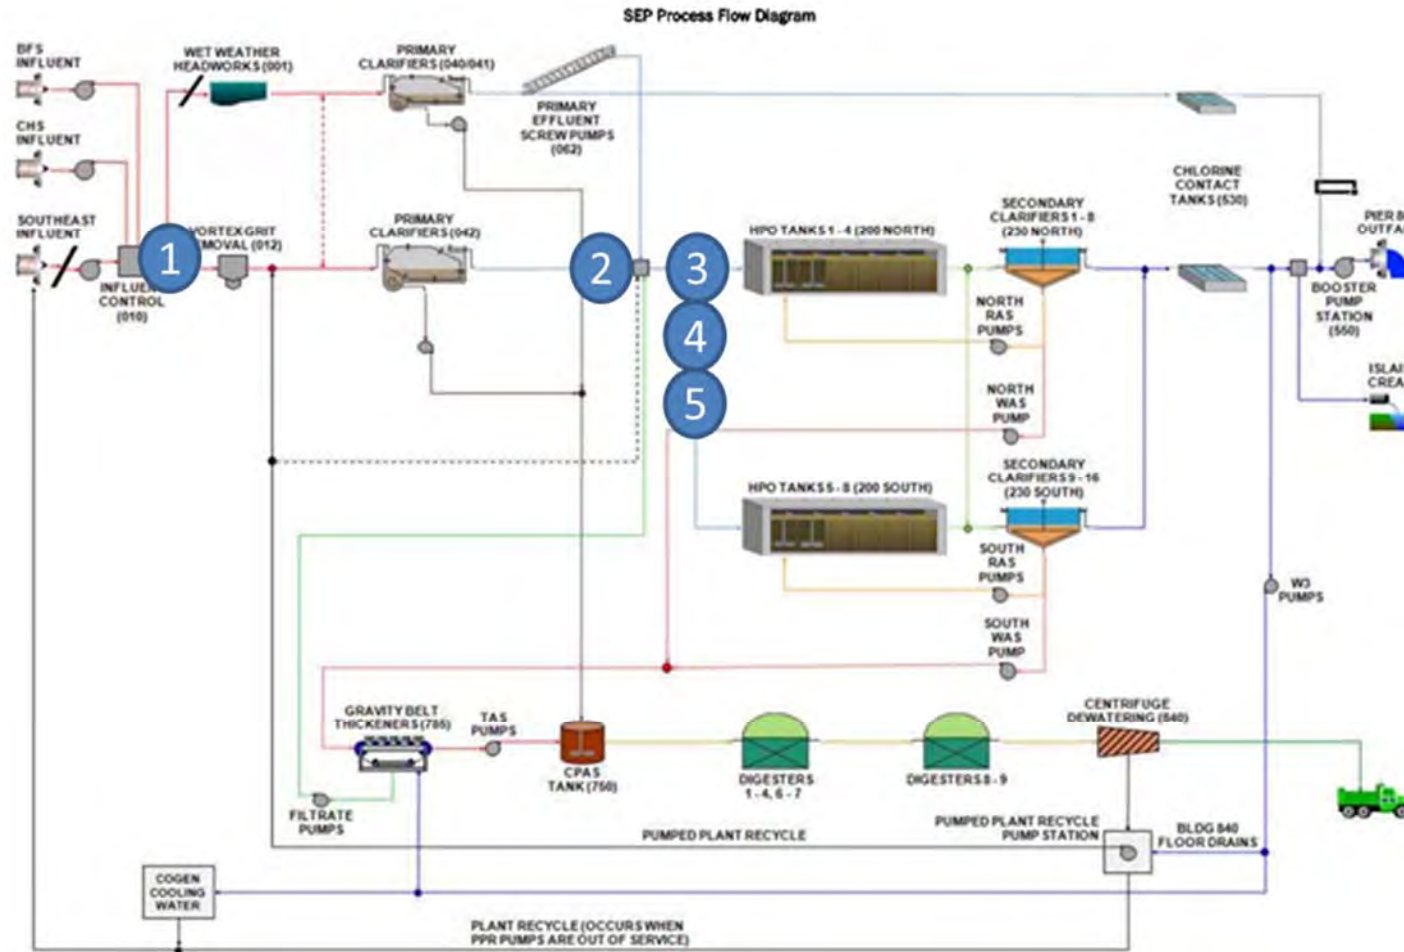 SEP Process Flow Diagram
BFS
INFLUENT
WET WEATHER
HEADWORKS (001)
PRIMARY
CLARIFIERS (040/041)
PRIMARY
EFFLUENT
SCREW PUMPS
(062)
CHS
INFLUENT
CHLORINE
CONTACT
TANKS (530)
SOUTHEAST
INFLUENT
1
VORTEX GRIT
(012)
CONTROL
(010)
PRIMARY
CLARIFIERS (042)
2
3
4
5
HPO TANKS 1 - 4 (200 NORTH)
SECONDARY
CLARIFIERS 1 - 8
(230 NORTH)
PIER
BOOSTER
PUMP
STATION
(550)
NORTH
RAS
PUMPS
NORTH
WAS
PUMP
HPO TANKS 5 - 8 (200 SOUTH)
SECONDARY
CLARIFIERS 9 - 16
(230 SOUTH)
SOUTH
RAS
PUMPS
SOUTH
WAS
PUMP
W3
PUMPS
GRAVITY BELT
THICKENERS (785)
TAS
PUMPS
CPAS
TANK (750)
DIGESTERS
1 - 4, 6 - 7
DIGESTERS 8 - 9
CENTRIFUGE
DEWATERING (840)
FILTRATE
PUMPS
PUMPED PLANT RECYCLE
PUMPED PLANT RECYCLE
PUMP STATION
BLDG 840
FLOOR DRAINS
COGEN
COOLING
WATER
PLANT RECYCLE (OCCURS WHEN
PPR PUMPS ARE OUT OF SERVICE)